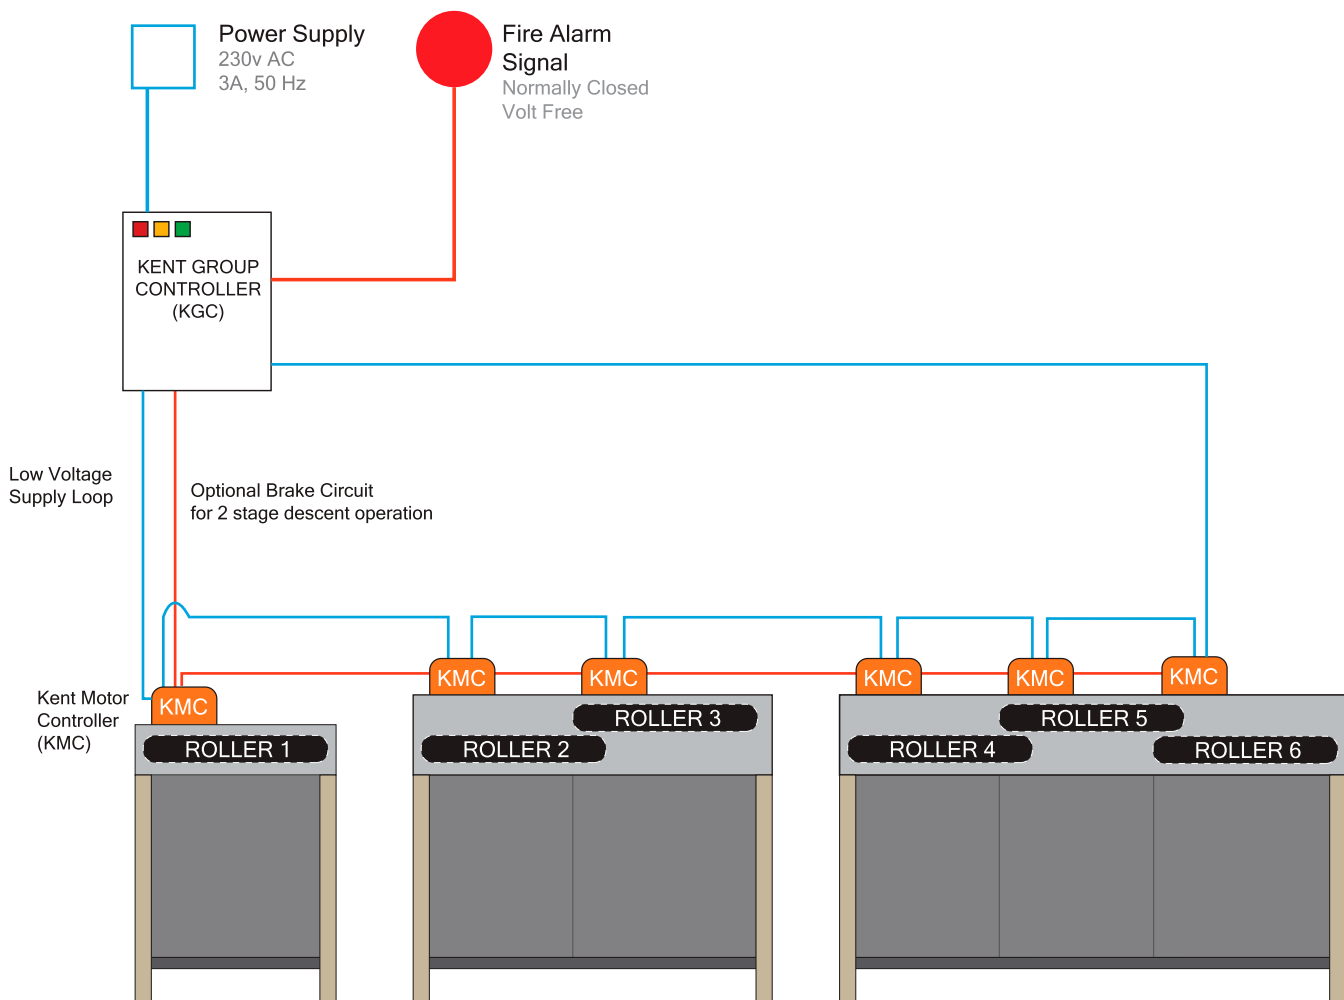 Power Supply
230v AC
3A, 50 Hz
Fire Alarm
Signal
Normally Closed
Volt Free
KENT GROUP
CONTROLLER
(KGC)
Low Voltage
Supply Loop
Optional Brake Circuit
for 2 stage descent operation
Kent Motor
Controller
(KMC)
KMC
KMC
KMC
KMC
KMC
KMC
ROLLER 1
ROLLER 2
ROLLER 3
ROLLER 4
ROLLER 5
ROLLER 6